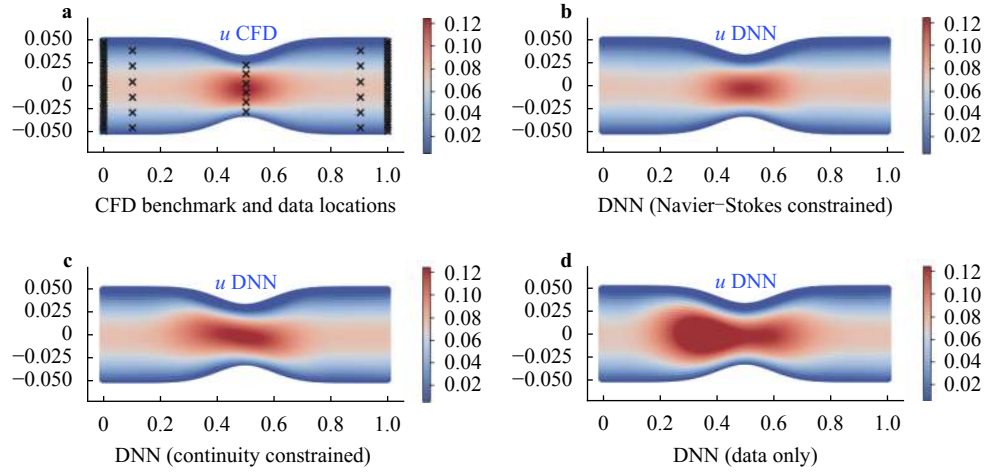 a
u CFD
0.050
0.025
0
−0.025
−0.050
0 0.2 0.4 0.6 0.8 1.0
0.12
0.10
0.08
0.06
0.04
0.02
CFD benchmark and data locations
b
u DNN
0.050
0.025
0
−0.025
−0.050
0 0.2 0.4 0.6 0.8 1.0
0.12
0.10
0.08
0.06
0.04
0.02
DNN (Navier−Stokes constrained)
c
u DNN
0.050
0.025
0
−0.025
−0.050
0 0.2 0.4 0.6 0.8 1.0
0.12
0.10
0.08
0.06
0.04
0.02
DNN (continuity constrained)
d
u DNN
0.050
0.025
0
−0.025
−0.050
0 0.2 0.4 0.6 0.8 1.0
0.12
0.10
0.08
0.06
0.04
0.02
DNN (data only)